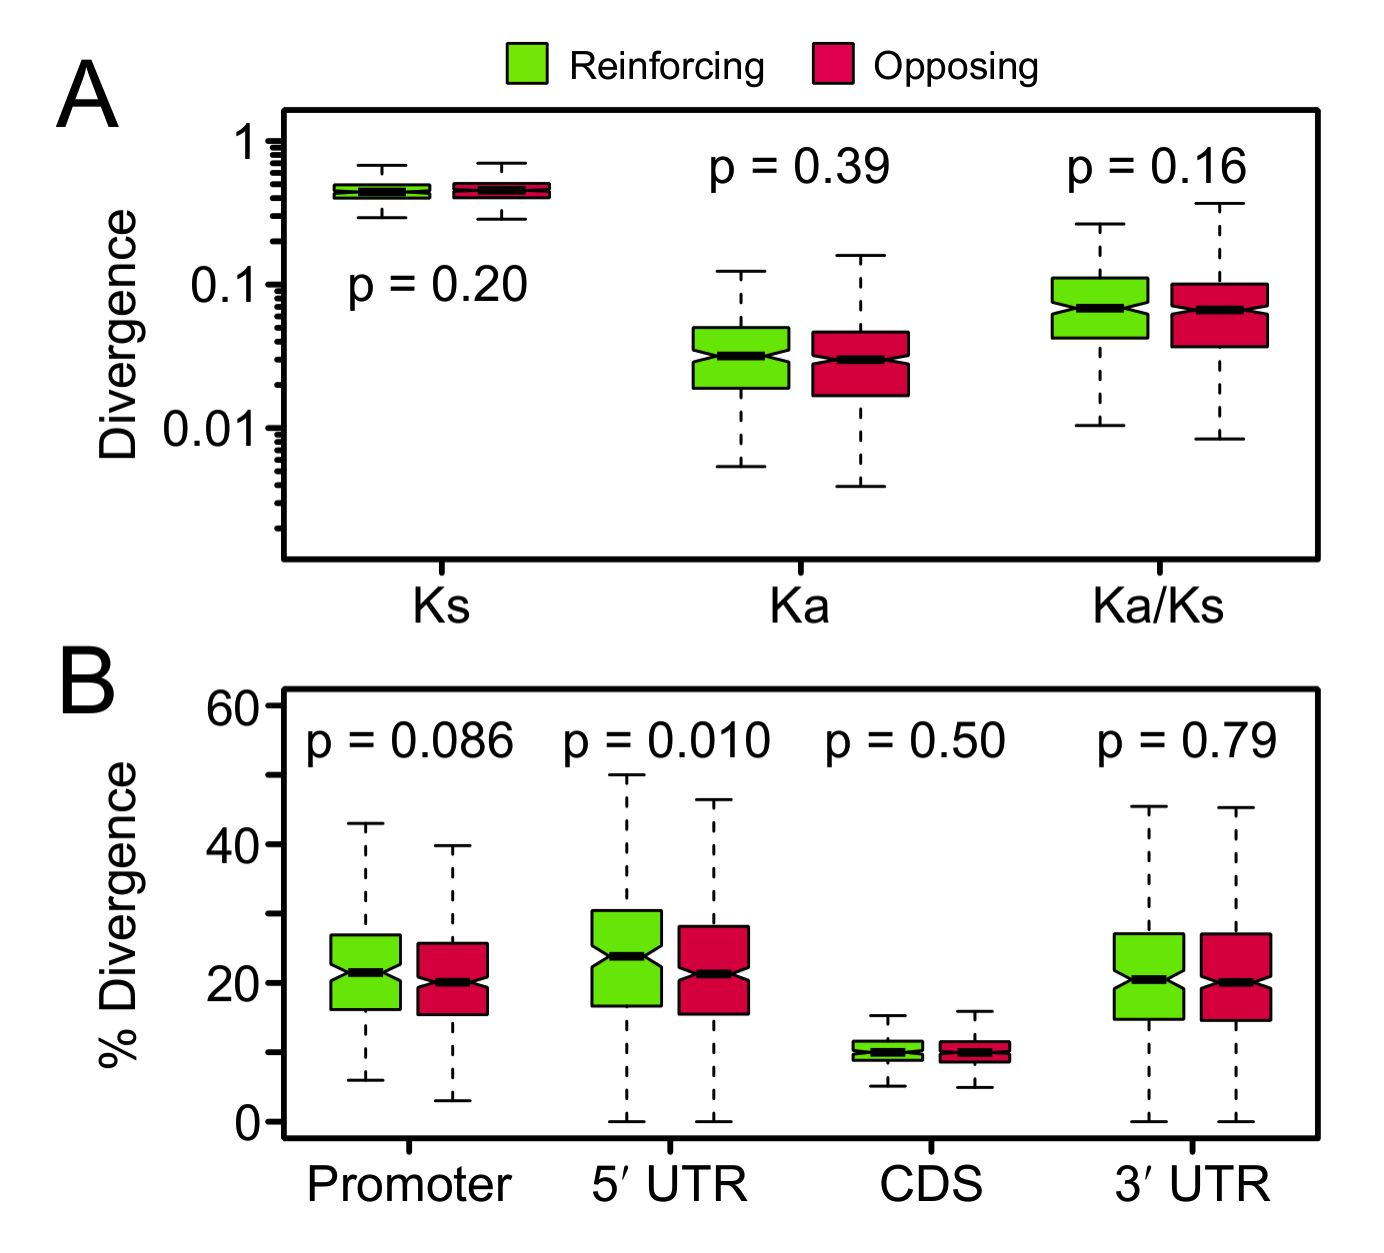 A
Reinforcing Opposing
1
0.1
0.01
Divergence
p = 0.20
p = 0.39
p = 0.16
Ks
Ka
Ka/Ks
B
60
40
20
0
% Divergence
p = 0.086
p = 0.010
p = 0.50
p = 0.79
Promoter
5′ UTR
CDS
3′ UTR